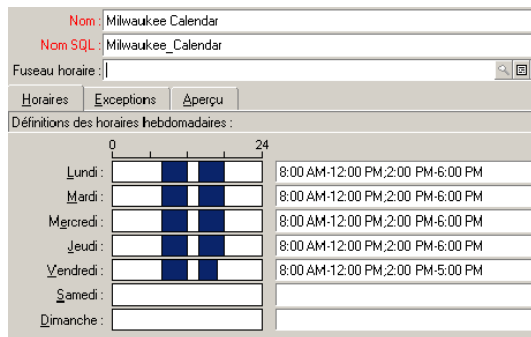 Nom : Milwaukee Calendar
Nom SQL : Milwaukee_Calendar
Fuseau horaire :
Horaires Exceptions Aperçu
Définitions des horaires hebdomadaires :
0 24
Lundi : 8:00 AM-12:00 PM;2:00 PM-6:00 PM
Mardi : 8:00 AM-12:00 PM;2:00 PM-6:00 PM
Mercredi : 8:00 AM-12:00 PM;2:00 PM-6:00 PM
Jeudi : 8:00 AM-12:00 PM;2:00 PM-6:00 PM
Vendredi : 8:00 AM-12:00 PM;2:00 PM-5:00 PM
Samedi :
Dimanche :